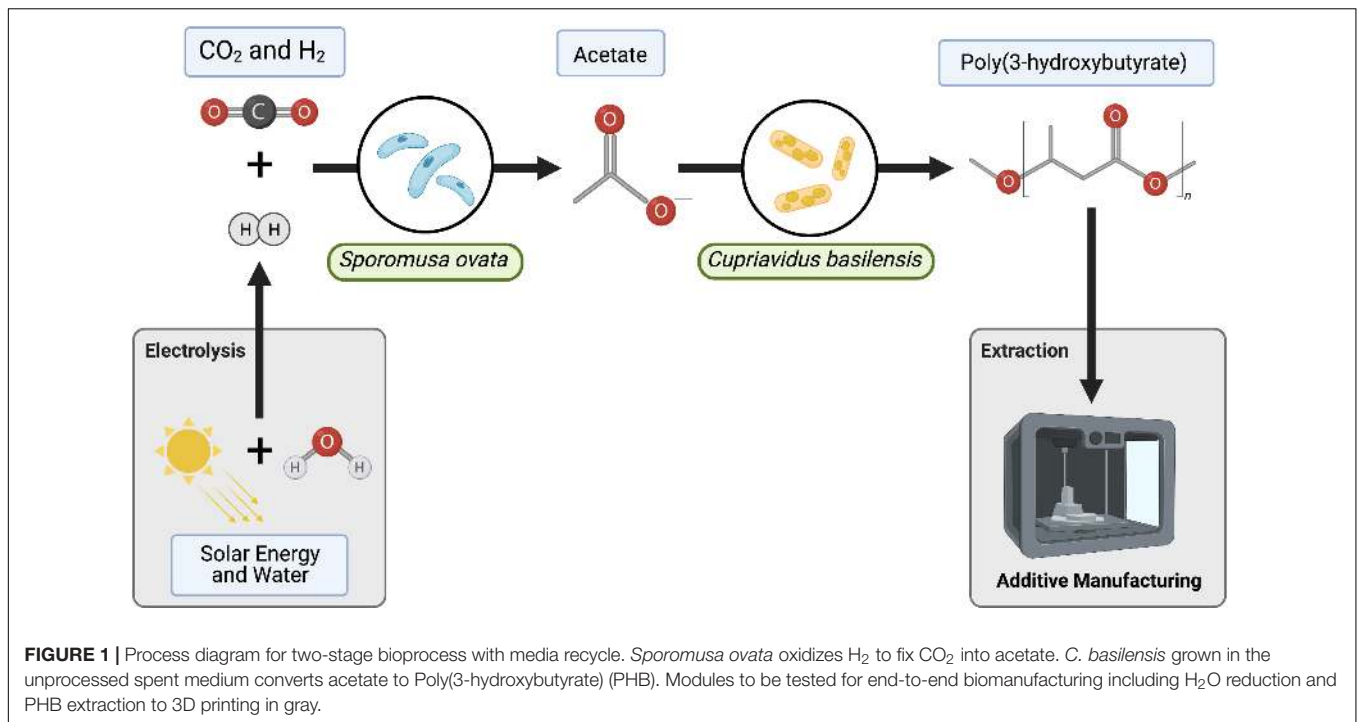 CO₂ and H₂
Acetate
Poly(3-hydroxybutyrate)
O C O
O
O
+
O
O
O
n
H H
Sporomusa ovata
Cupriavidus basilensis
Electrolysis
+
O
H H
Solar Energy
and Water
Extraction
Additive Manufacturing
FIGURE 1 | Process diagram for two-stage bioprocess with media recycle. Sporomusa ovata oxidizes H₂ to fix CO₂ into acetate. C. basilensis grown in the
unprocessed spent medium converts acetate to Poly(3-hydroxybutyrate) (PHB). Modules to be tested for end-to-end biomanufacturing including H₂O reduction and
PHB extraction to 3D printing in gray.